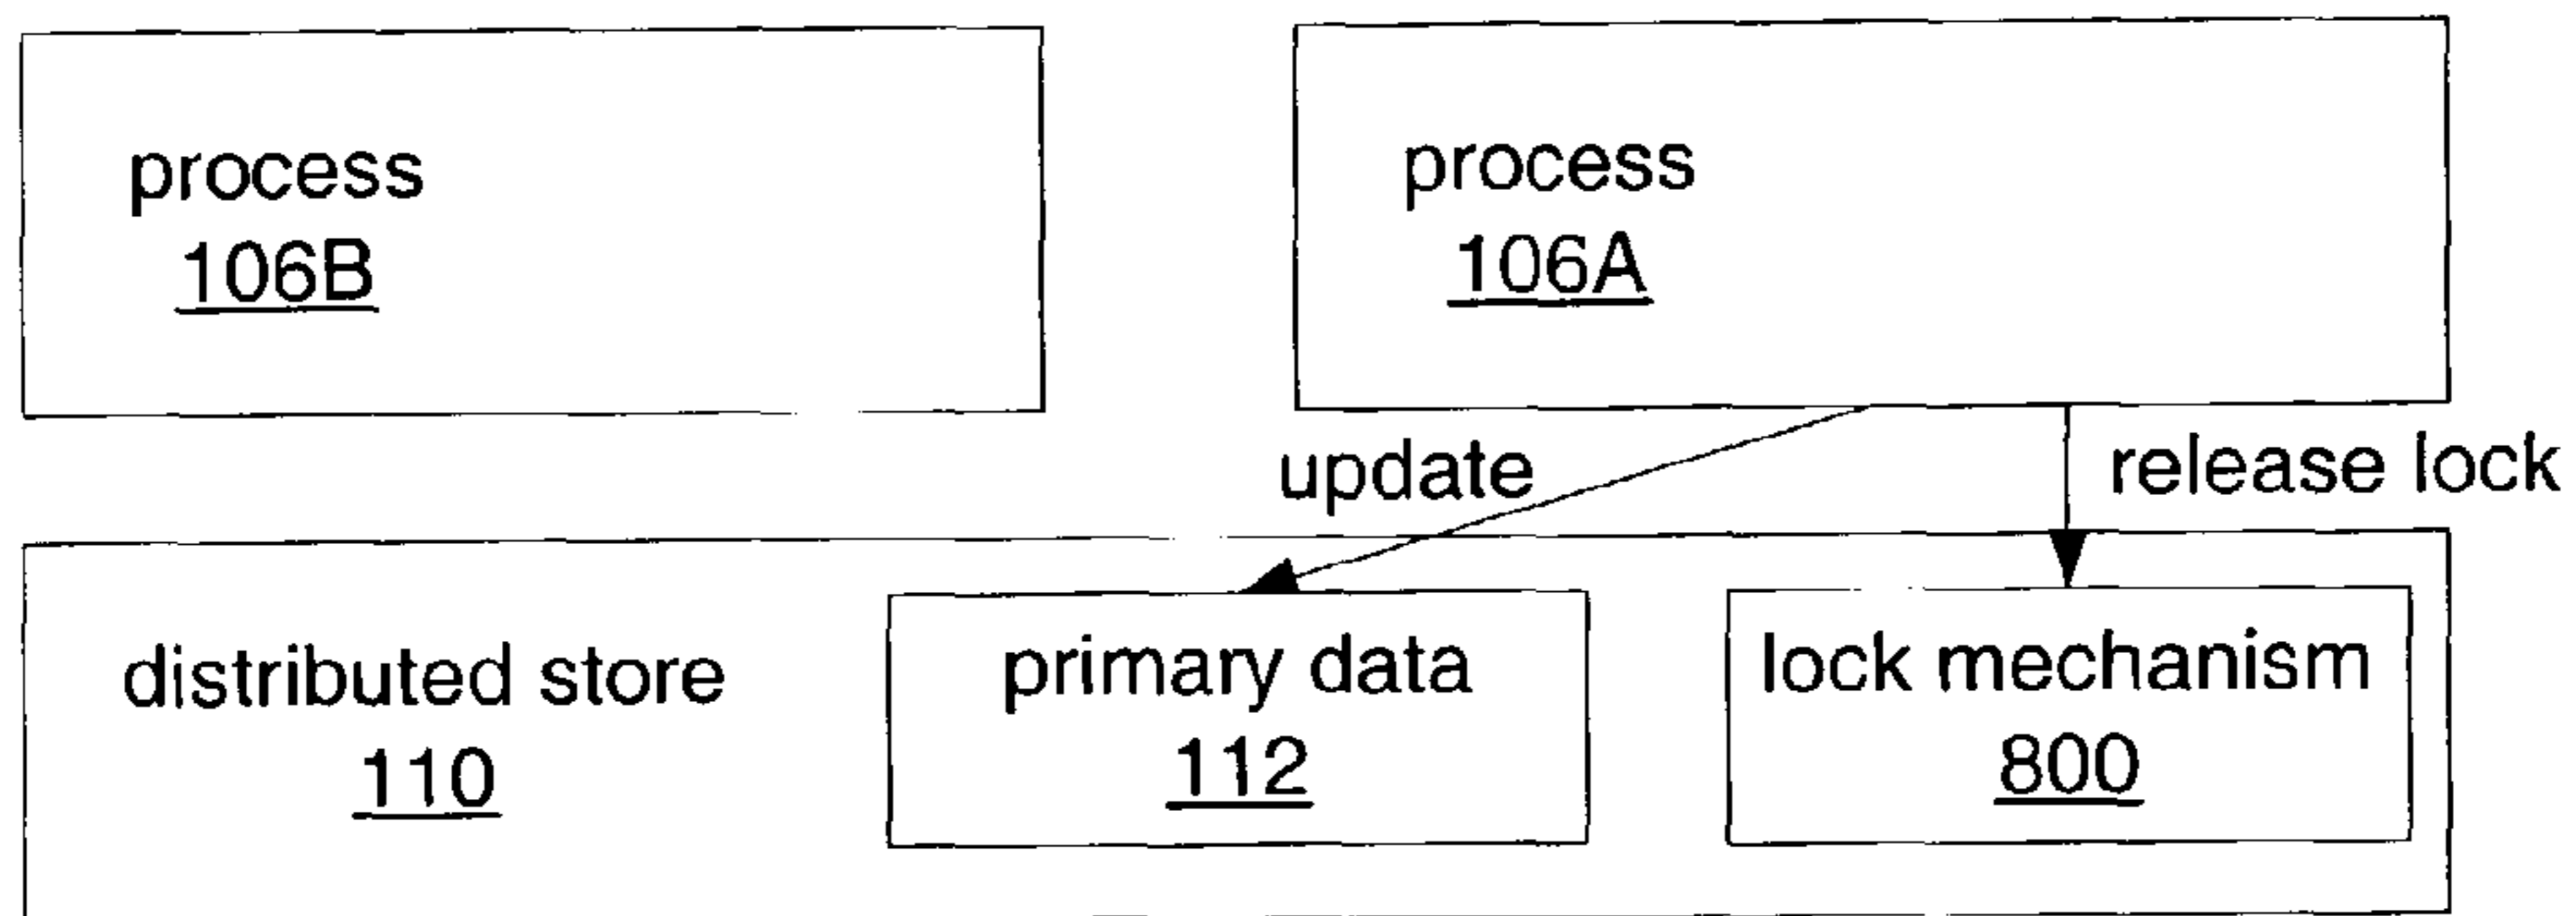 process
106B
process
106A
update
release lock
distributed store
110
primary data
112
lock mechanism
800